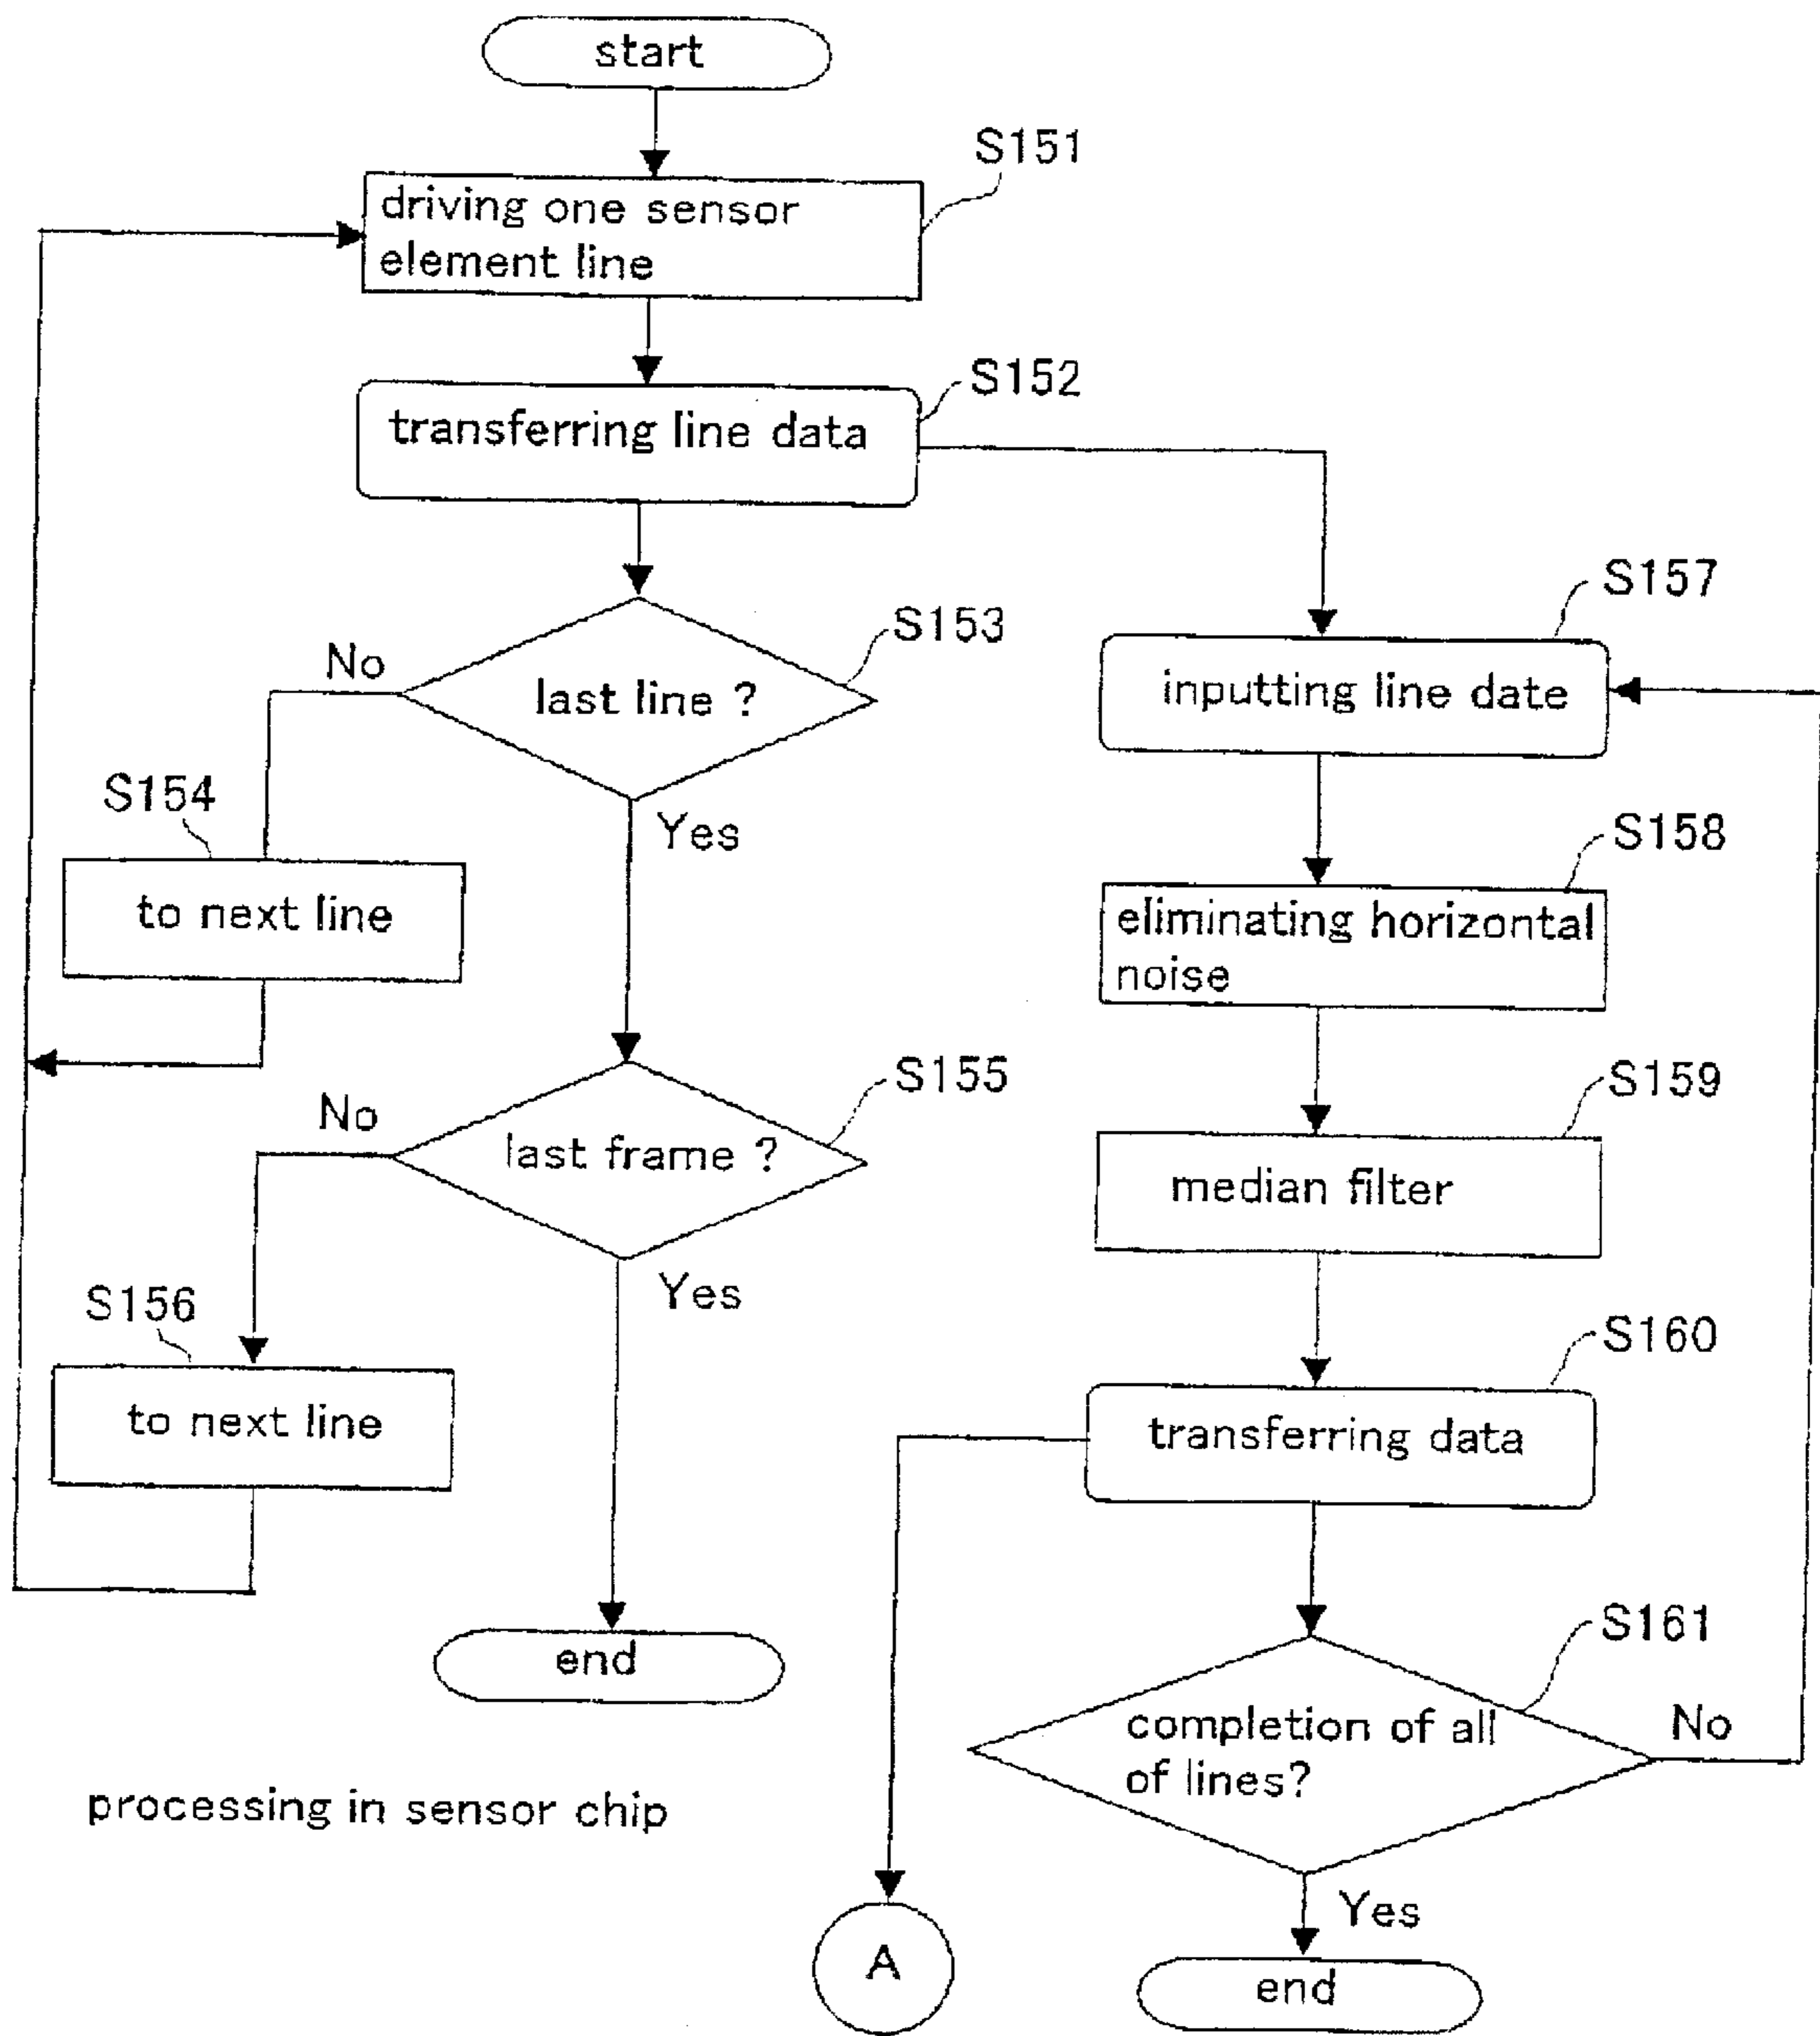 start
S151
driving one sensor
element line
S152
transferring line data
S153
No
last line ?
Yes
S154
to next line
S155
No
last frame ?
Yes
S156
to next line
end
processing in sensor chip
S157
inputting line date
S158
eliminating horizontal
noise
S159
median filter
S160
transferring data
S161
completion of all
of lines?
No
Yes
A
end